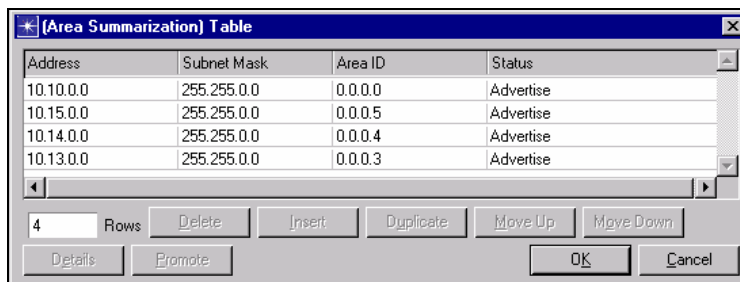 (Area Summarization) Table
Address Subnet Mask Area ID Status
10.10.0.0 255.255.0.0 0.0.0.0 Advertise
10.15.0.0 255.255.0.0 0.0.0.5 Advertise
10.14.0.0 255.255.0.0 0.0.0.4 Advertise
10.13.0.0 255.255.0.0 0.0.0.3 Advertise
4 Rows Delete Insert Duplicate Move Up Move Down
Details Promote OK Cancel